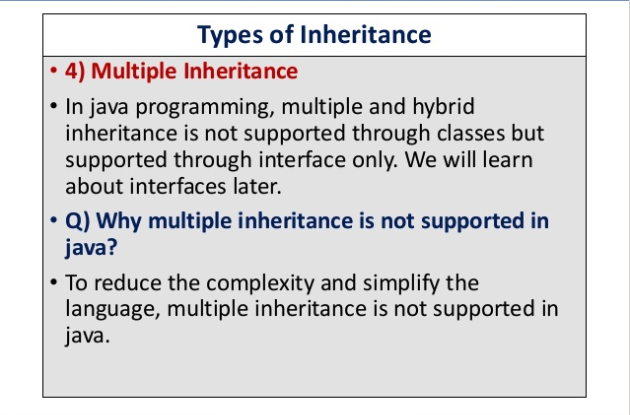 Types of Inheritance
• 4) Multiple Inheritance
• In java programming, multiple and hybrid
inheritance is not supported through classes but
supported through interface only. We will learn
about interfaces later.
• Q) Why multiple inheritance is not supported in
java?
• To reduce the complexity and simplify the
language, multiple inheritance is not supported in
java.